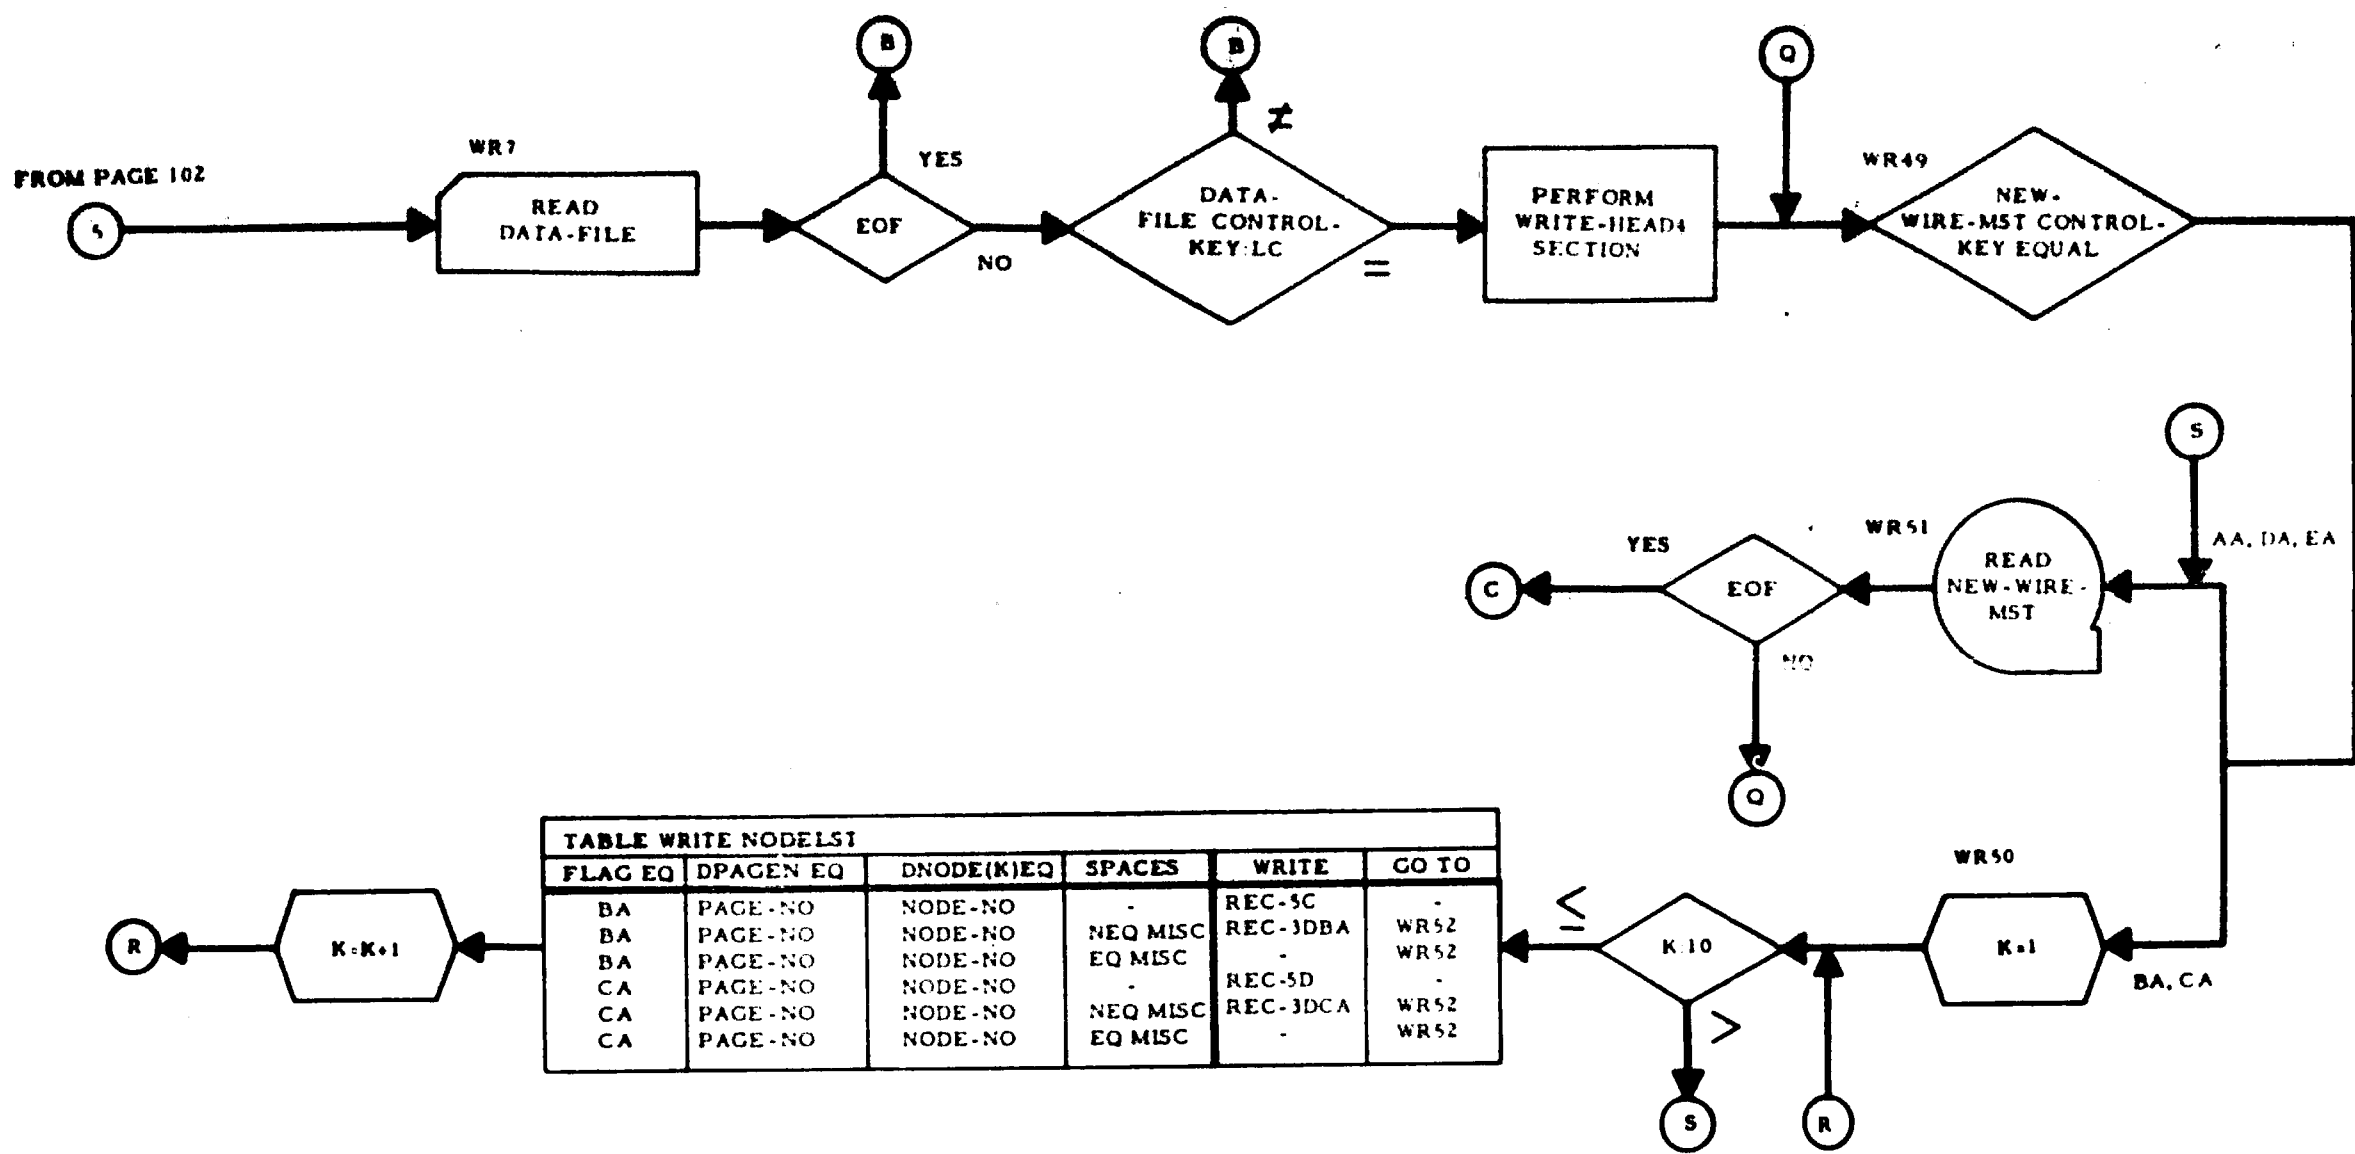 B
B
Q
WR7
YES
≠
WR49
FROM PAGE 102
5
READ
DATA-FILE
EOF
NO
DATA-
FILE CONTROL-
KEY:LC
=
PERFORM
WRITE-HEAD4
SECTION
NEW-
WIRE-MST CONTROL-
KEY EQUAL
S
AA, DA, EA
WR51
READ
NEW-WIRE-
MST
YES
EOF
C
NO
Q
TABLE WRITE NODELST
FLAG EQ DPAGEN EQ DNODE(K)EQ SPACES WRITE GO TO
BA PAGE-NO NODE-NO - REC-5C -
BA PAGE-NO NODE-NO NEQ MISC REC-3DBA WR52
BA PAGE-NO NODE-NO EQ MISC - WR52
CA PAGE-NO NODE-NO - REC-5D -
CA PAGE-NO NODE-NO NEQ MISC REC-3DCA WR52
CA PAGE-NO NODE-NO EQ MISC - WR52
WR50
K=1
BA, CA
≤
K:10
>
K=K+1
R
S
R